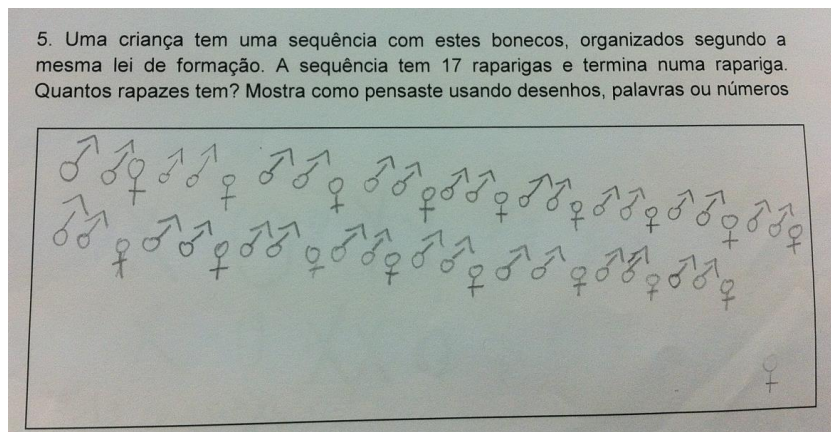 5. Uma criança tem uma sequência com estes bonecos, organizados segundo a
mesma lei de formação. A sequência tem 17 raparigas e termina numa rapariga.
Quantos rapazes tem? Mostra como pensaste usando desenhos, palavras ou números